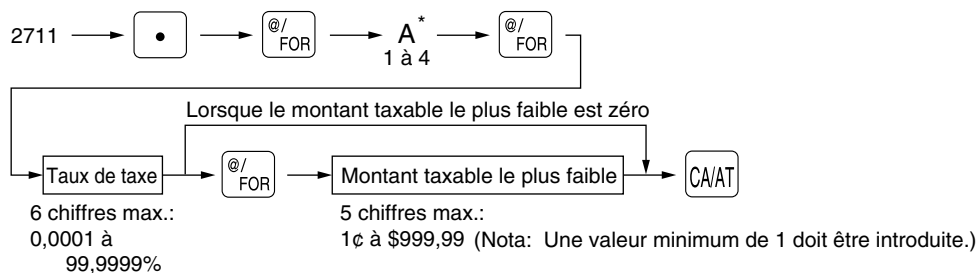 2711 • @/FOR A* @/FOR
1 à 4
Lorsque le montant taxable le plus faible est zéro
Taux de taxe @/FOR Montant taxable le plus faible CA/AT
6 chiffres max.: 5 chiffres max.:
0,0001 à 1¢ à $999,99 (Nota: Une valeur minimum de 1 doit être introduite.)
99,9999%